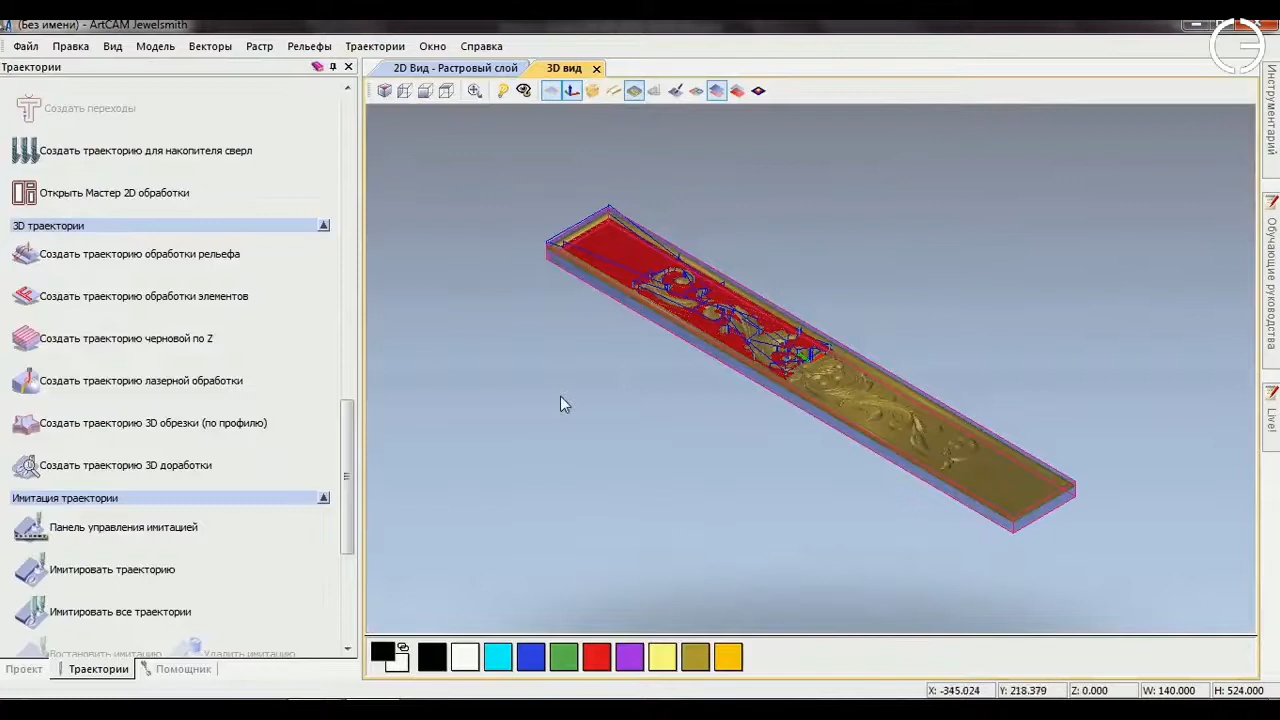 (Без имени) - ArtCAM Jewelsmith
Файл Правка Вид Модель Векторы Растр Рельефы Траектории Окно Справка
Траектории
2D Вид - Растровый слой 3D вид
Создать переходы
Создать траекторию для накопителя сверл
Открыть Мастер 2D обработки
3D траектории
Создать траекторию обработки рельефа
Создать траекторию обработки элементов
Создать траекторию черновой по Z
Создать траекторию лазерной обработки
Создать траекторию 3D обрезки (по профилю)
Создать траекторию 3D доработки
Имитация траектории
Панель управления имитацией
Имитировать траекторию
Имитировать все траектории
Востановить имитацию Удалить имитацию
Проект Траектории Помощник
Инструментарий
Обучающие руководства
Live!
X: -345.024 Y: 218.379 Z: 0.000 W: 140.000 H: 524.000